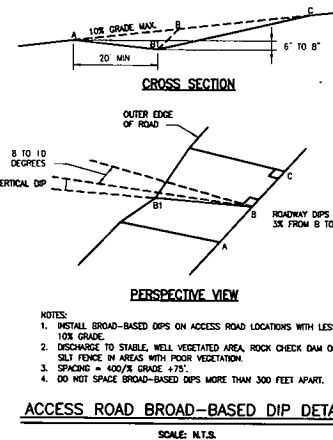 C
B
10% GRADE MAX.
A
B1
6" TO 8"
20' MIN
CROSS SECTION
OUTER EDGE
OF ROAD
8 TO 10
DEGREES
VERTICAL DIP
C
B1
B
ROADWAY DIPS
3% FROM B TO
A
PERSPECTIVE VIEW
NOTES:
1. INSTALL BROAD-BASED DIPS ON ACCESS ROAD LOCATIONS WITH LES
10% GRADE.
2. DISCHARGE TO STABLE, WELL VEGETATED AREA, ROCK CHECK DAM O
SILT FENCE IN AREAS WITH POOR VEGETATION.
3. SPACING = 400/% GRADE +75'.
4. DO NOT SPACE BROAD-BASED DIPS MORE THAN 300 FEET APART.
ACCESS ROAD BROAD-BASED DIP DETA
SCALE: N.T.S.